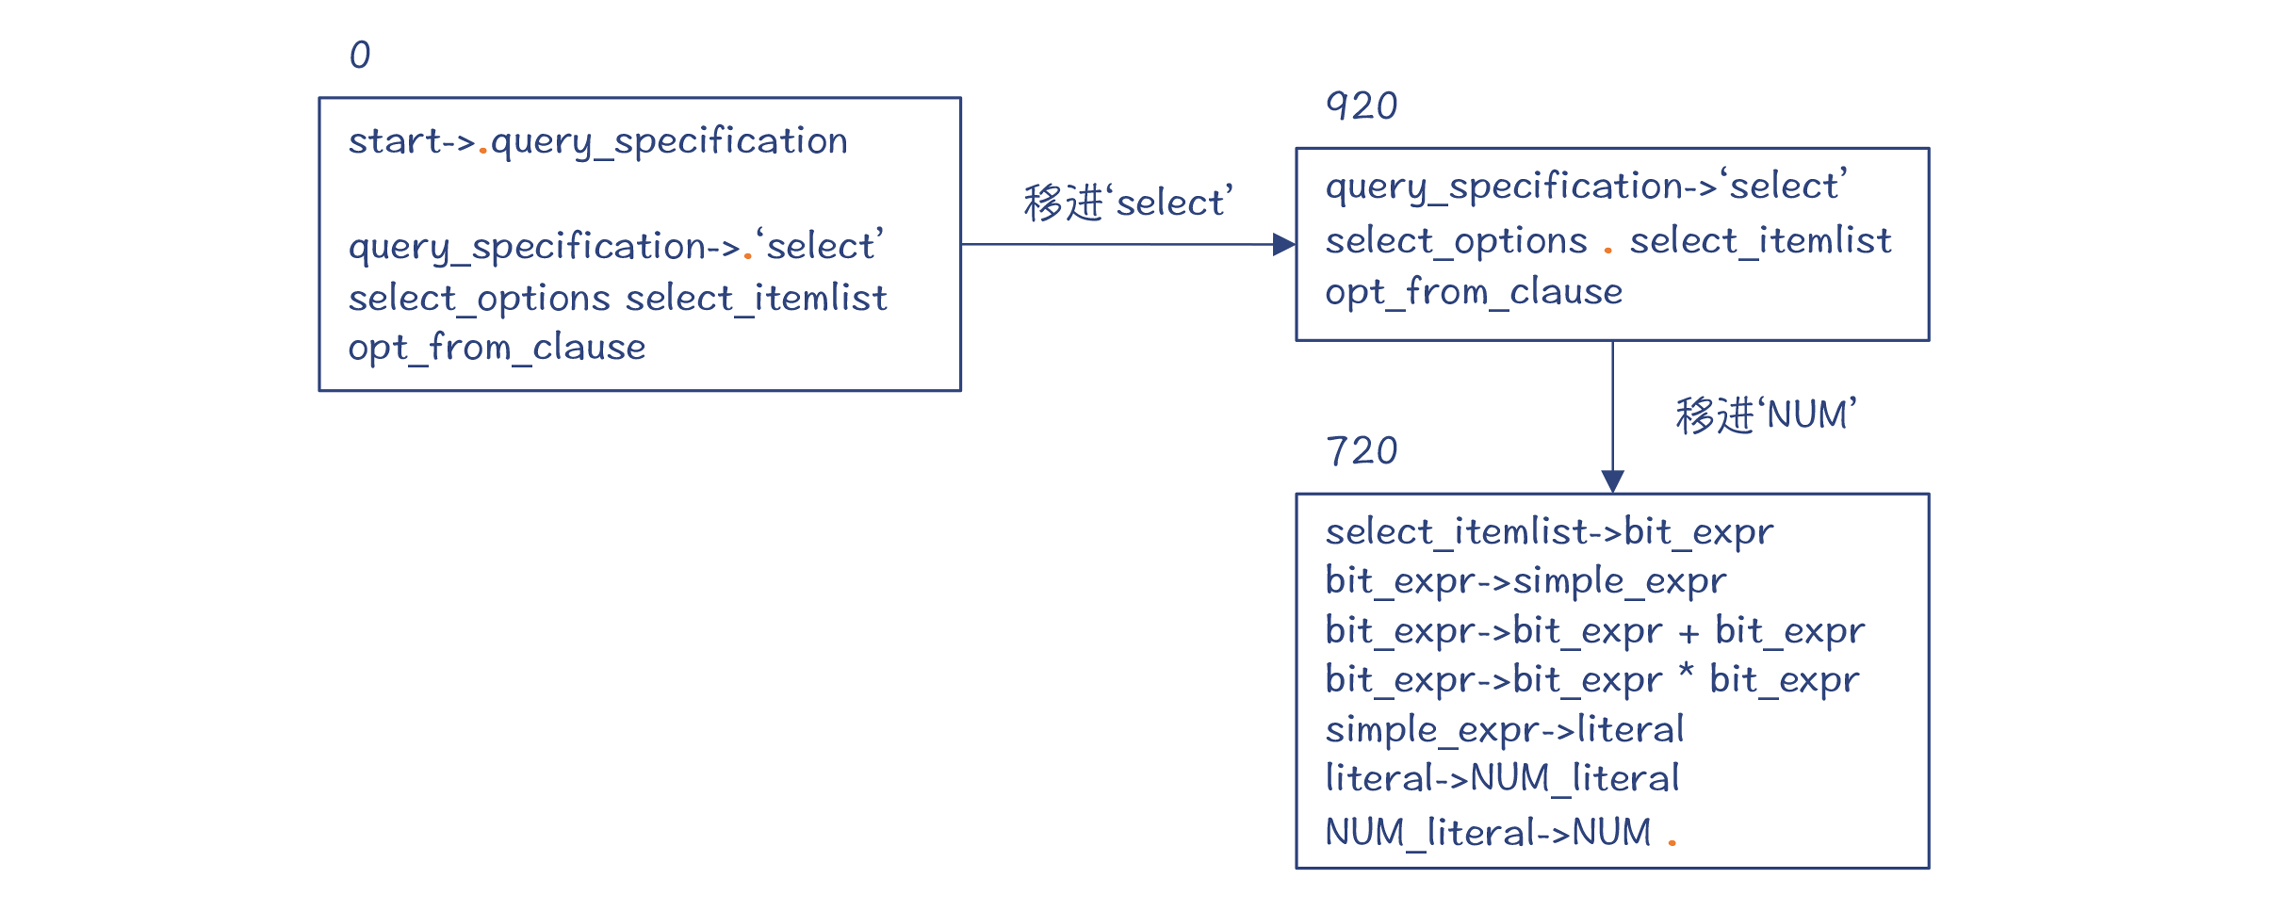 0
start->.query_specification
query_specification->.‘select’
select_options select_itemlist
opt_from_clause
移进‘select’
920
query_specification->‘select’
select_options . select_itemlist
opt_from_clause
移进‘NUM’
720
select_itemlist->bit_expr
bit_expr->simple_expr
bit_expr->bit_expr + bit_expr
bit_expr->bit_expr * bit_expr
simple_expr->literal
literal->NUM_literal
NUM_literal->NUM .